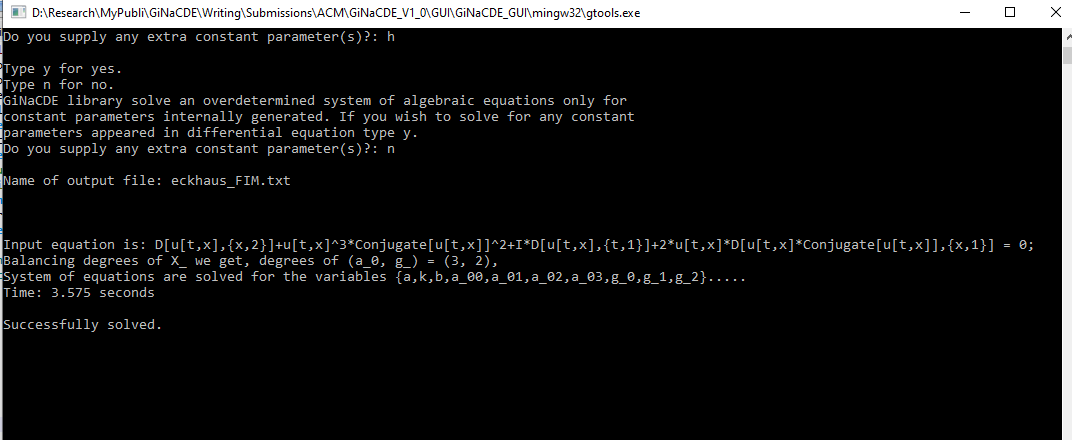 D:\Research\MyPubli\GiNaCDE\Writing\Submissions\ACM\GiNaCDE_V1_0\GUI\GiNaCDE_GUI\mingw32\gtools.exe
Do you supply any extra constant parameter(s)?: h
Type y for yes.
Type n for no.
GiNaCDE library solve an overdetermined system of algebraic equations only for
constant parameters internally generated. If you wish to solve for any constant
parameters appeared in differential equation type y.
Do you supply any extra constant parameter(s)?: n
Name of output file: eckhaus_FIM.txt
Input equation is: D[u[t,x],{x,2}]+u[t,x]^3*Conjugate[u[t,x]]^2+I*D[u[t,x],{t,1}]+2*u[t,x]*D[u[t,x]*Conjugate[u[t,x]],{x,1}] = 0;
Balancing degrees of X_ we get, degrees of (a_0, g_) = (3, 2),
System of equations are solved for the variables {a,k,b,a_00,a_01,a_02,a_03,g_0,g_1,g_2}.....
Time: 3.575 seconds
Successfully solved.